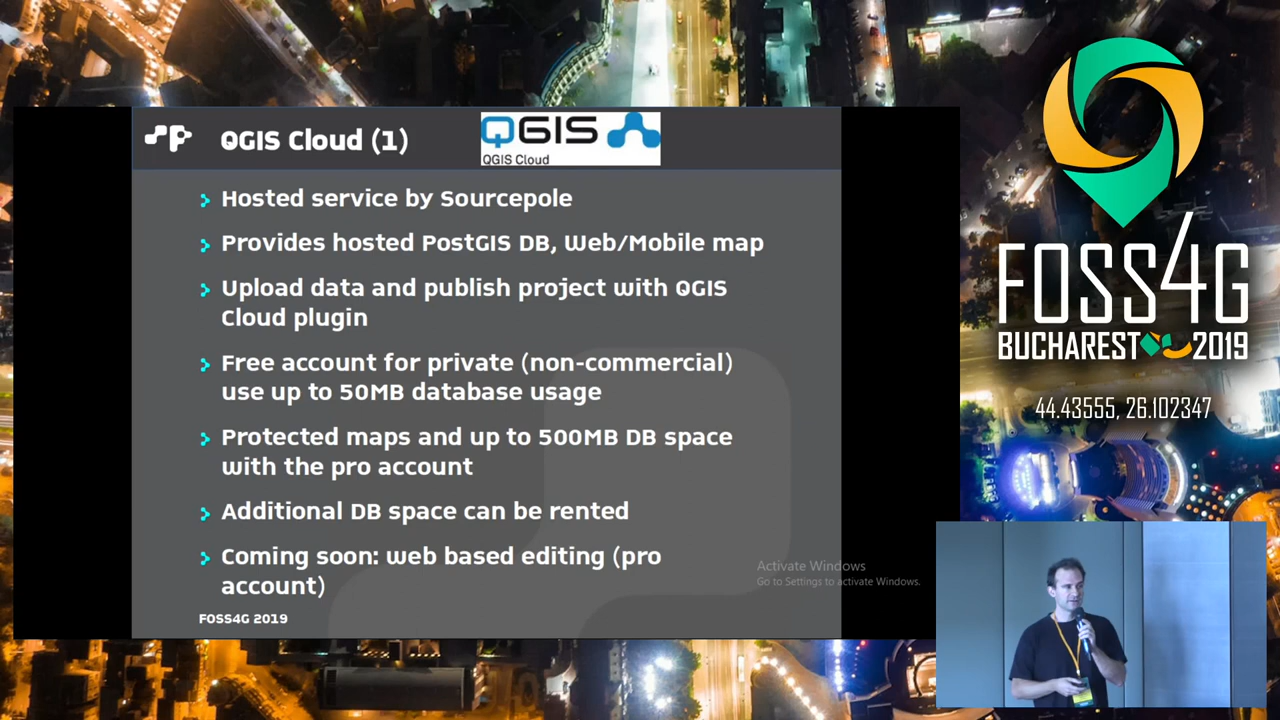 QGIS Cloud (1)
QGIS
QGIS Cloud
Hosted service by Sourcepole
Provides hosted PostGIS DB, Web/Mobile map
Upload data and publish project with QGIS
Cloud plugin
Free account for private (non-commercial)
use up to 50MB database usage
Protected maps and up to 500MB DB space
with the pro account
Additional DB space can be rented
Coming soon: web based editing (pro
account)
FOSS4G 2019
Activate Windows
Go to Settings to activate Windows.
FOSS4G
BUCHAREST 2019
44.43555, 26.102347